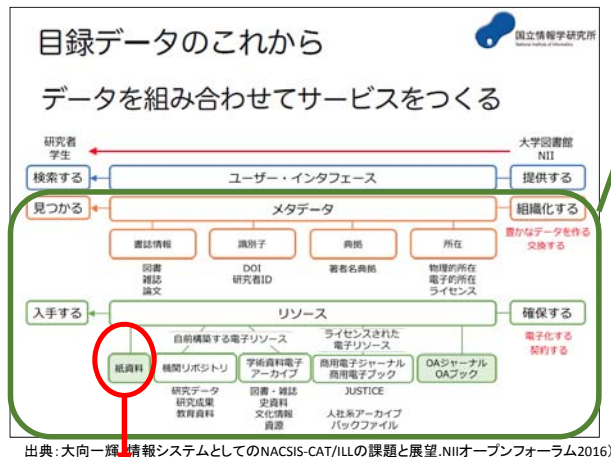 目録データのこれから
国立情報学研究所
National Institute of Informatics
データを組み合わせてサービスをつくる
研究者
学生
大学図書館
NII
検索する
ユーザー・インタフェース
提供する
見つかる
メタデータ
組織化する
豊かなデータを作る
交換する
書誌情報
識別子
典拠
所在
図書
雑誌
論文
DOI
研究者ID
著者名典拠
物理的所在
電子的所在
ライセンス
入手する
リソース
確保する
電子化する
契約する
自前構築する電子リソース
ライセンスされた
電子リソース
紙資料
機関リポジトリ
学術資料電子
アーカイブ
商用電子ジャーナル
商用電子ブック
OAジャーナル
OAブック
研究データ
研究成果
教育資料
図書・雑誌
史資料
文化情報
資源
JUSTICE
人社系アーカイブ
バックファイル
出典:大向一輝.情報システムとしてのNACSIS-CAT/ILLの課題と展望.NIIオープンフォーラム2016)